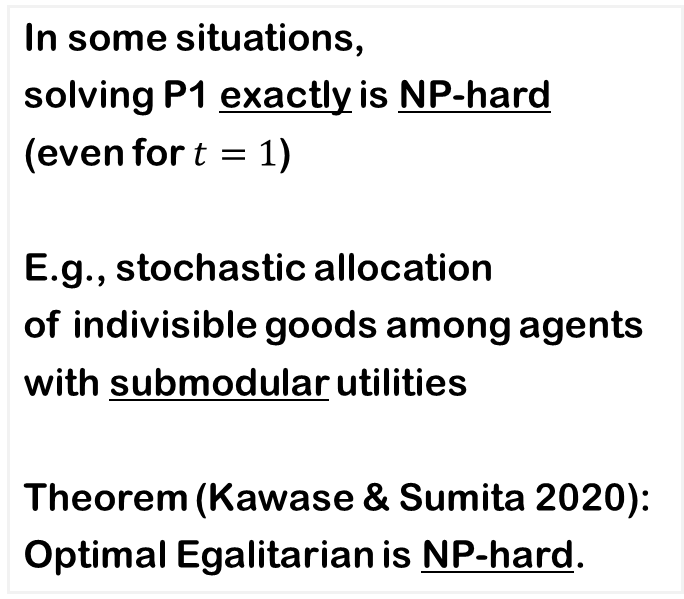 In some situations,
solving P1 exactly is NP-hard
(even for t = 1)
E.g., stochastic allocation
of indivisible goods among agents
with submodular utilities
Theorem (Kawase & Sumita 2020):
Optimal Egalitarian is NP-hard.